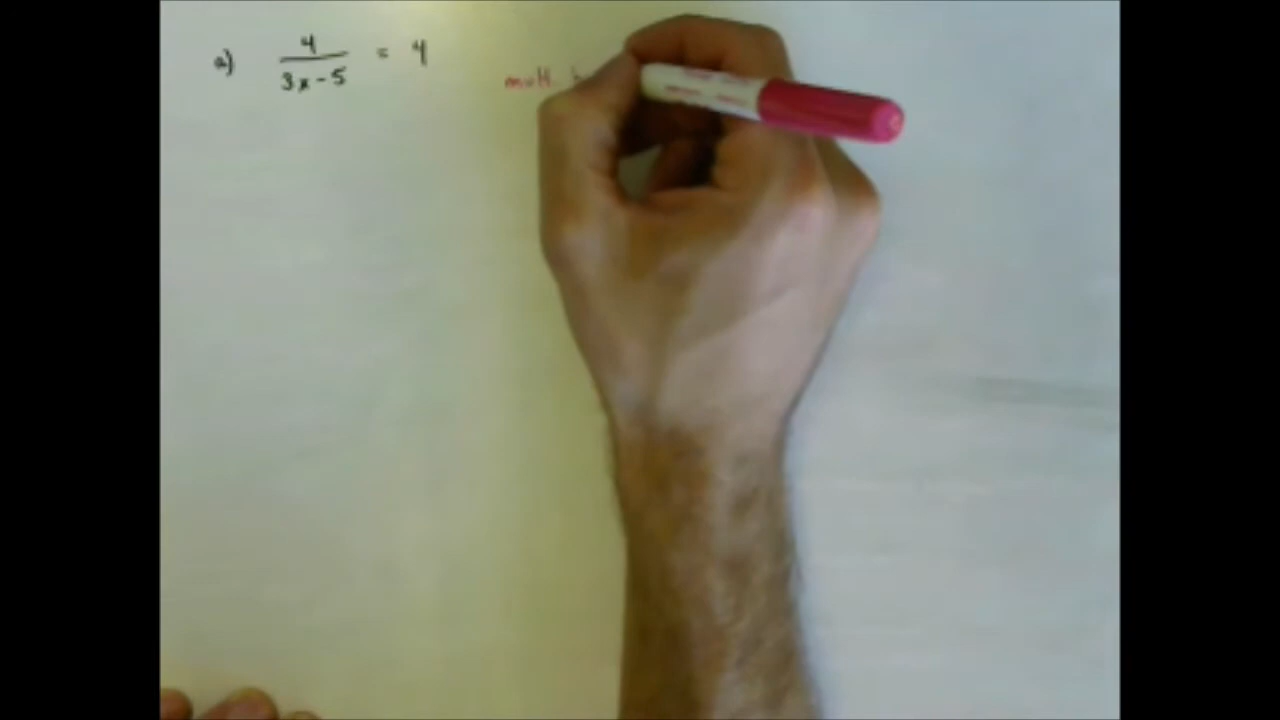 a) 4/(3x-5) = 4
mult.